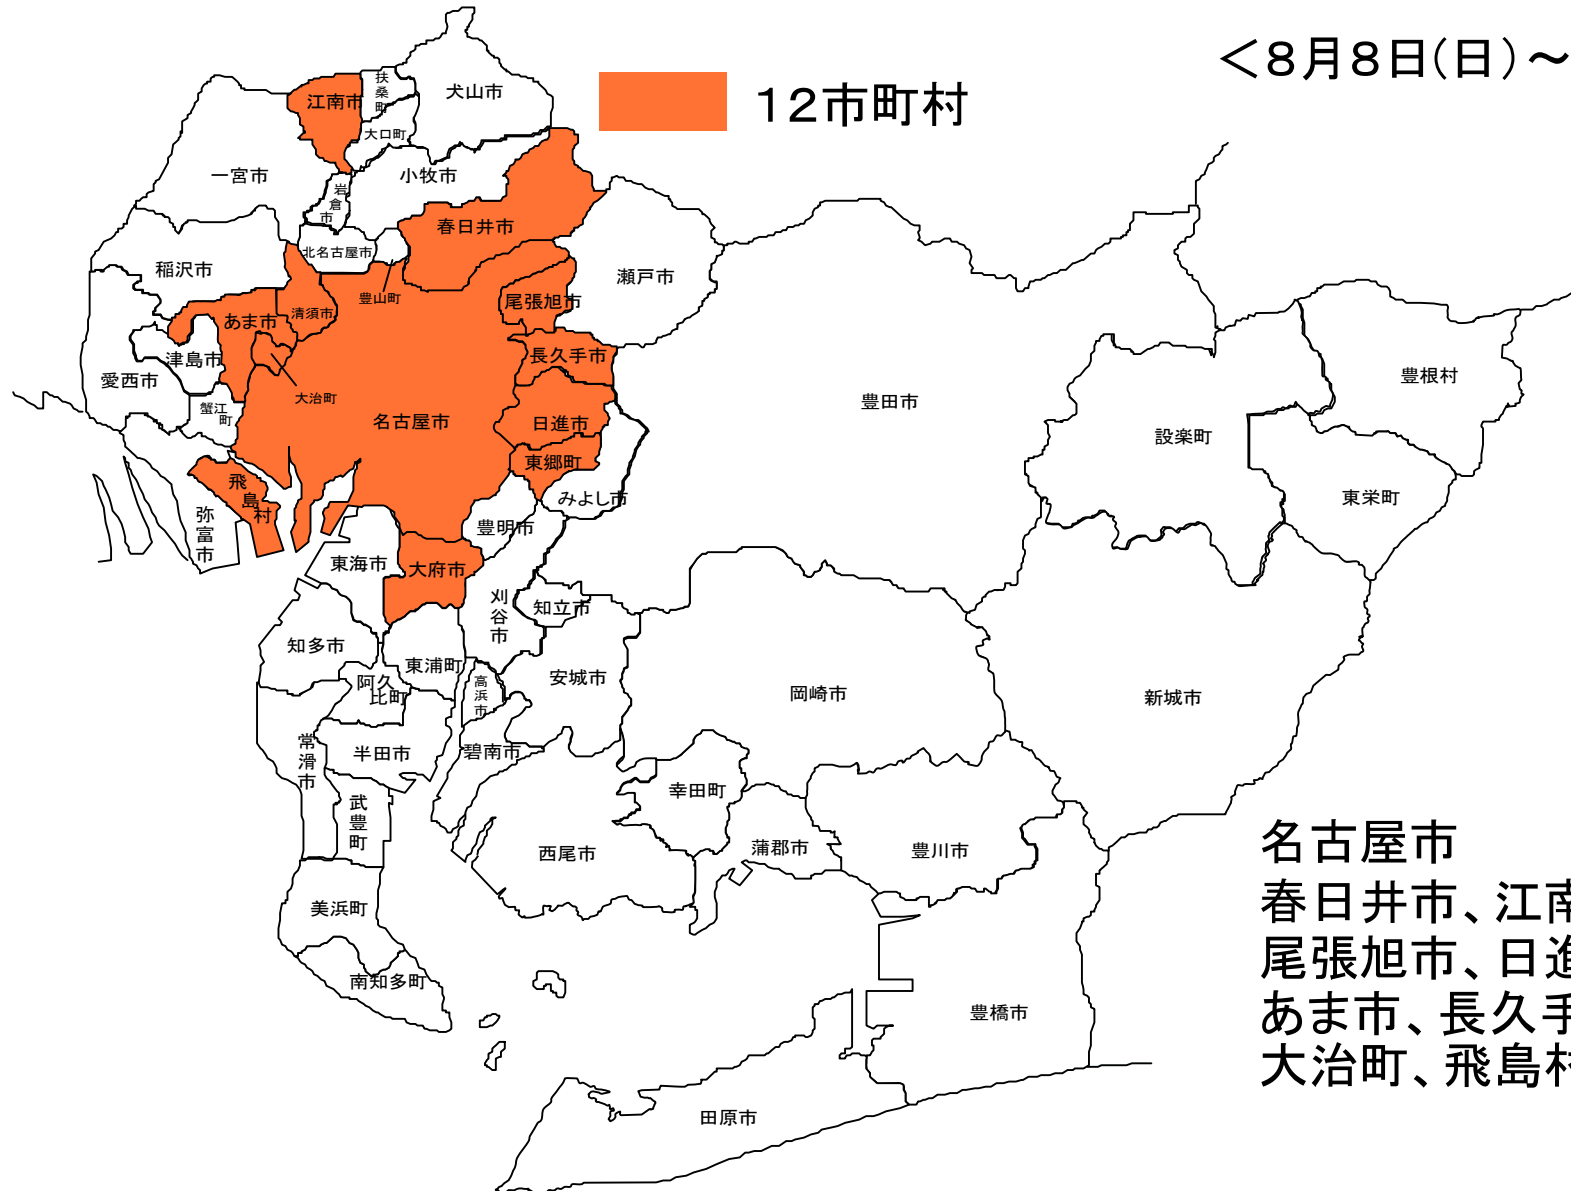 ＜８月８日（日）～
１２市町村
江南市
扶桑町
犬山市
大口町
一宮市
小牧市
岩倉市
春日井市
北名古屋市
豊山町
稲沢市
瀬戸市
尾張旭市
清須市
あま市
津島市
愛西市
大治町
長久手市
蟹江町
名古屋市
日進市
豊田市
設楽町
豊根村
東郷町
みよし市
東栄町
飛島村
弥富市
豊明市
東海市
大府市
刈谷市
知立市
知多市
東浦町
阿久比町
高浜市
安城市
岡崎市
新城市
常滑市
半田市
碧南市
幸田町
武豊町
西尾市
蒲郡市
豊川市
美浜町
南知多町
豊橋市
田原市
名古屋市
春日井市、江南
尾張旭市、日進
あま市、長久手
大治町、飛島村